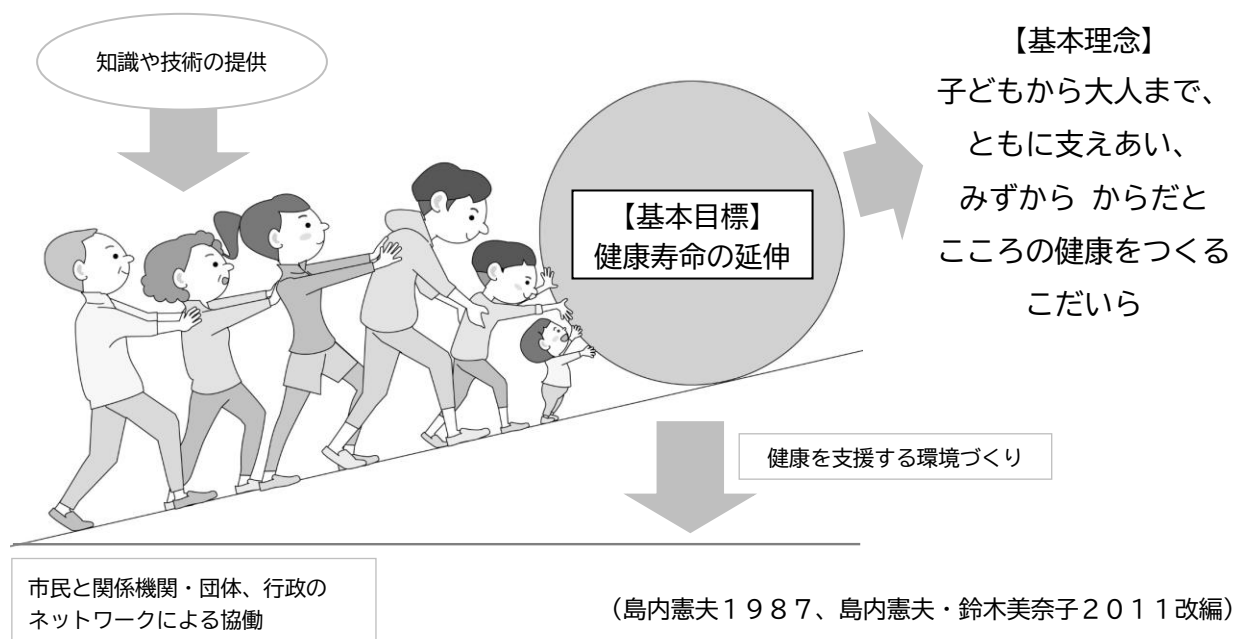 知識や技術の提供
【基本理念】
子どもから大人まで、
ともに支えあい、
みずから からだと
こころの健康をつくる
こだいら
【基本目標】
健康寿命の延伸
健康を支援する環境づくり
市民と関係機関・団体、行政の
ネットワークによる協働
（島内憲夫１９８７、島内憲夫・鈴木美奈子２０１１改編）